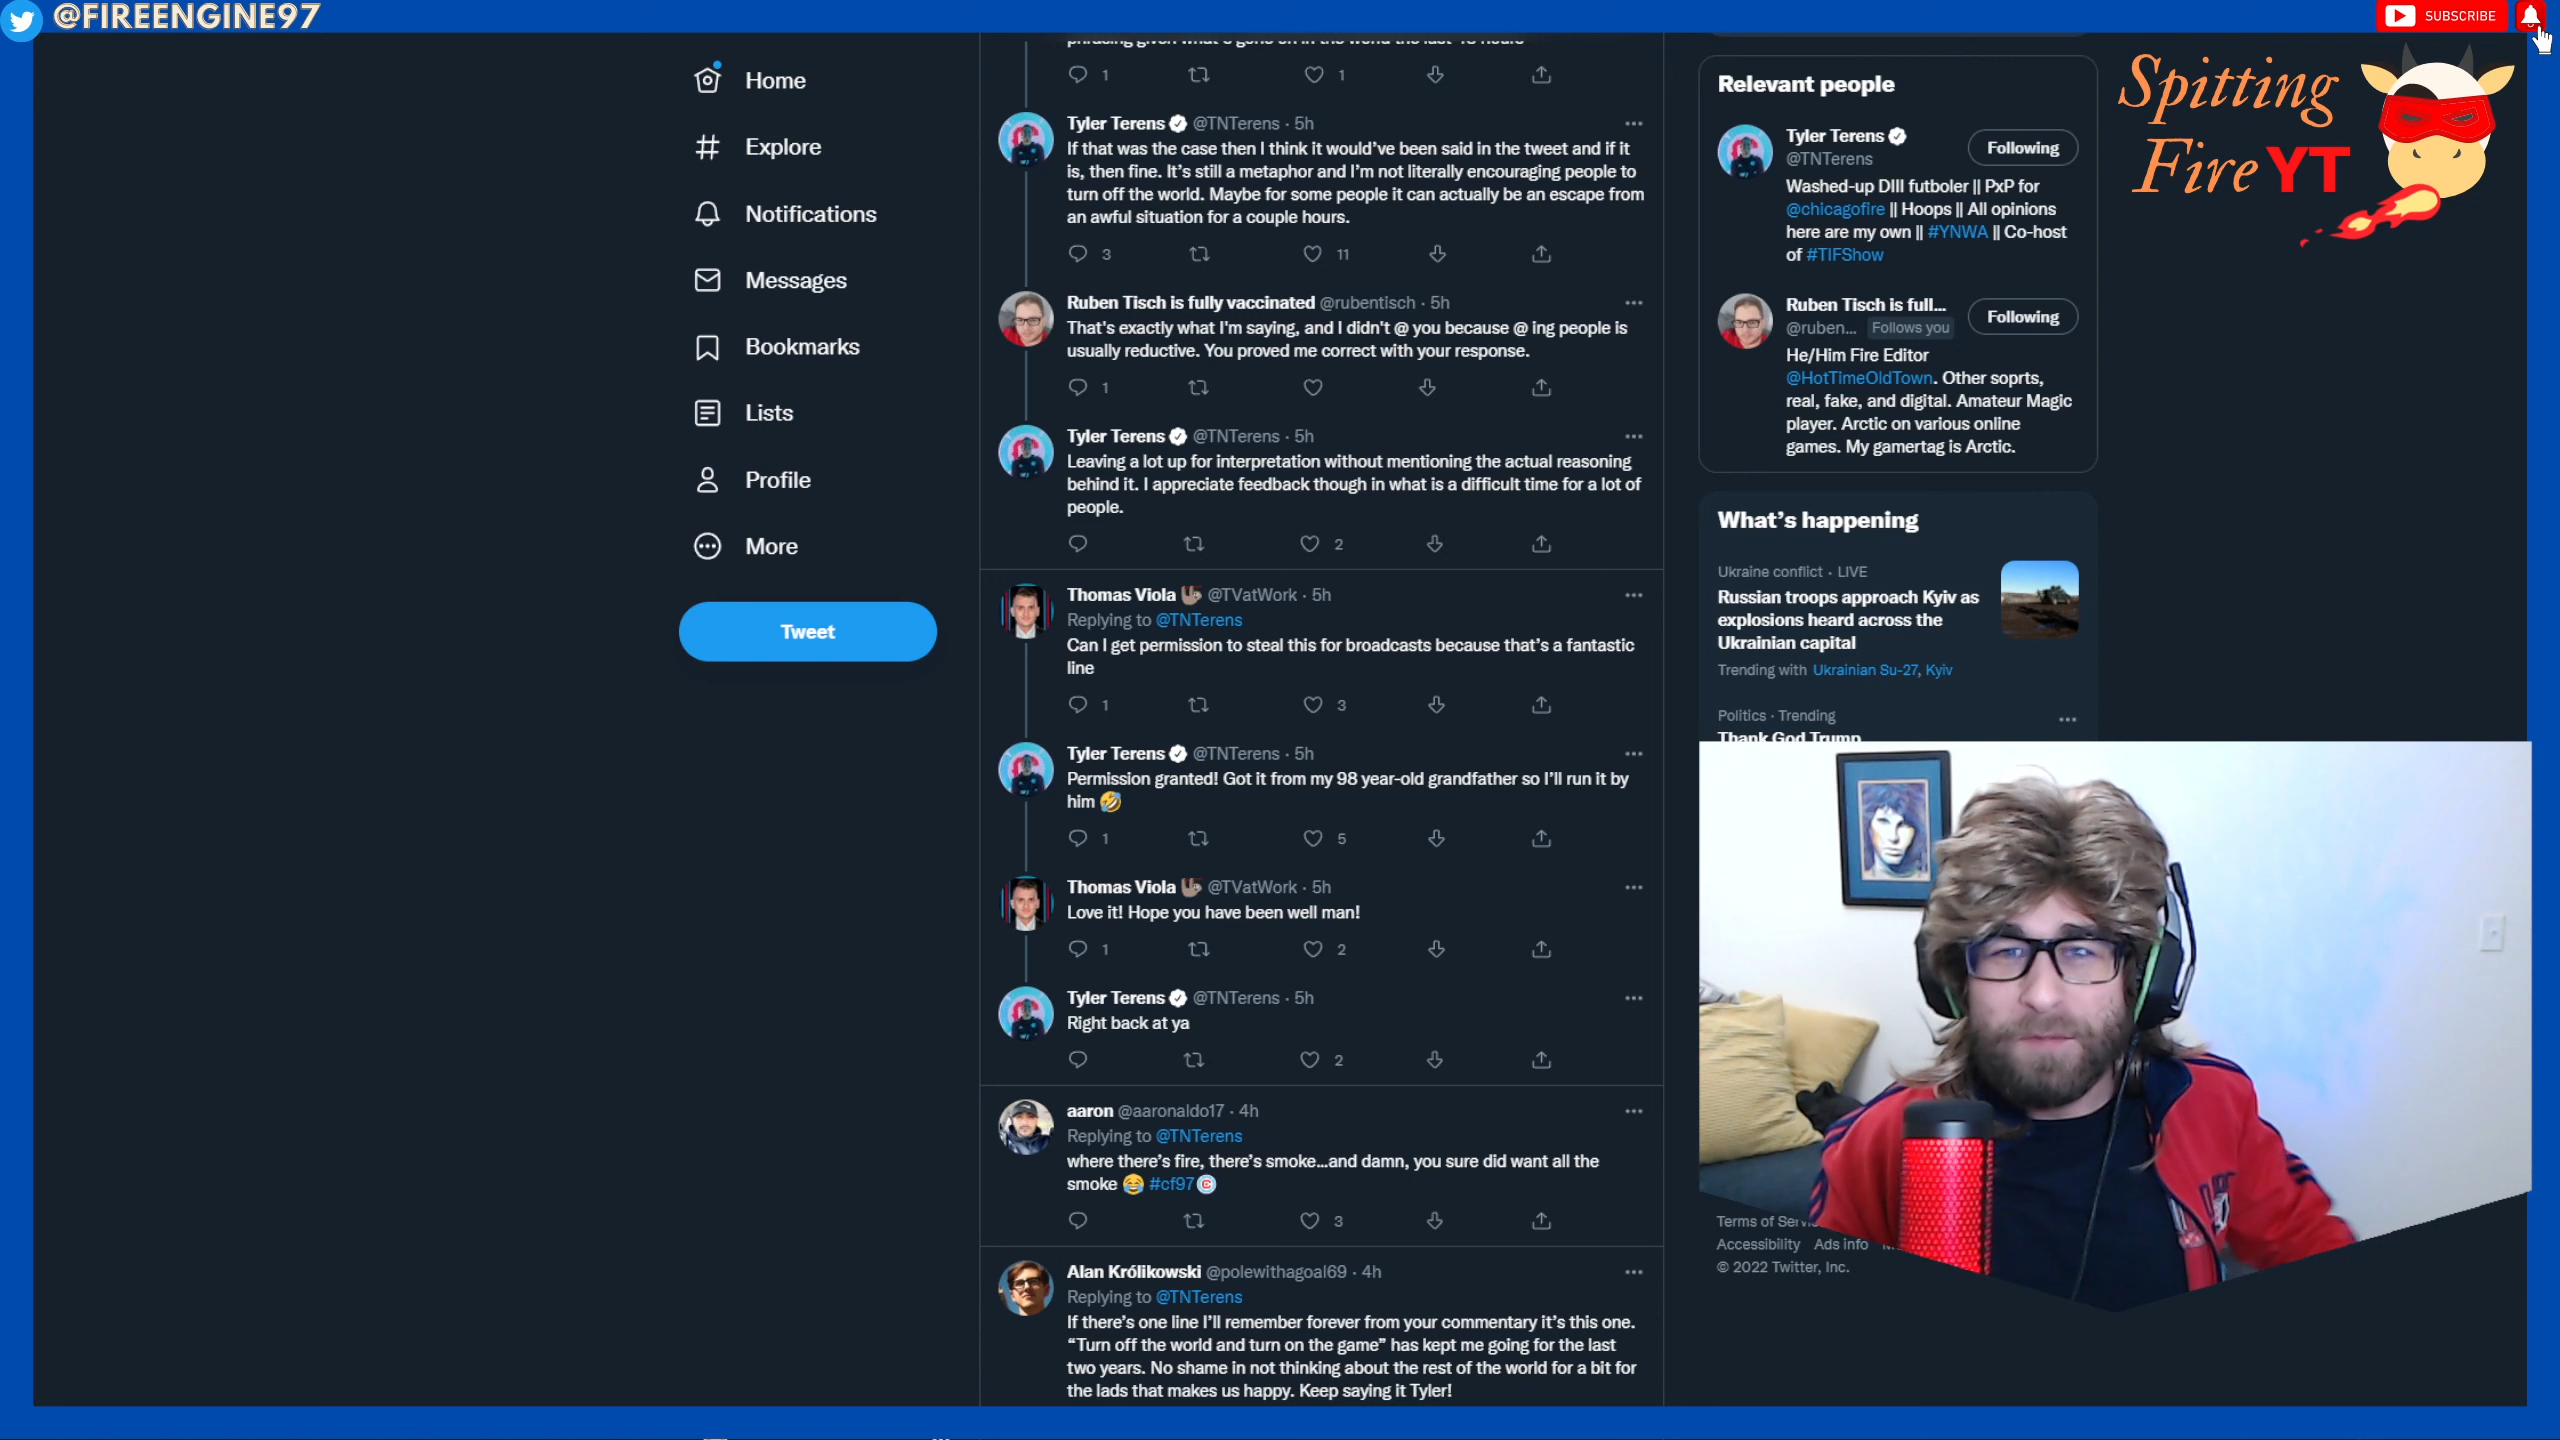 @FIREENGINE97
SUBSCRIBE
Spitting
Fire YT
Home
Explore
Notifications
Messages
Bookmarks
Lists
Profile
More
Tweet
1
1
Tyler Terens @TNTerens · 5h
If that was the case then I think it would've been said in the tweet and if it
is, then fine. It's still a metaphor and I'm not literally encouraging people to
turn off the world. Maybe for some people it can actually be an escape from
an awful situation for a couple hours.
3
11
Ruben Tisch is fully vaccinated @rubentisch · 5h
That's exactly what I'm saying, and I didn't @ you because @ ing people is
usually reductive. You proved me correct with your response.
1
Tyler Terens @TNTerens · 5h
Leaving a lot up for interpretation without mentioning the actual reasoning
behind it. I appreciate feedback though in what is a difficult time for a lot of
people.
2
Thomas Viola 🦥 @TVatWork · 5h
Replying to @TNTerens
Can I get permission to steal this for broadcasts because that's a fantastic
line
1
3
Tyler Terens @TNTerens · 5h
Permission granted! Got it from my 98 year-old grandfather so I'll run it by
him 🤣
1
5
Thomas Viola 🦥 @TVatWork · 5h
Love it! Hope you have been well man!
1
2
Tyler Terens @TNTerens · 5h
Right back at ya
2
aaron @aaronaldo17 · 4h
Replying to @TNTerens
where there's fire, there's smoke...and damn, you sure did want all the
smoke 😂 #cf97
3
Alan Królikowski @polewithagoal69 · 4h
Replying to @TNTerens
If there's one line I'll remember forever from your commentary it's this one.
“Turn off the world and turn on the game” has kept me going for the last
two years. No shame in not thinking about the rest of the world for a bit for
the lads that makes us happy. Keep saying it Tyler!
Relevant people
Tyler Terens
Following
@TNTerens
Washed-up DIII futboler || PxP for
@chicagofire || Hoops || All opinions
here are my own || #YNWA || Co-host
of #TIFShow
Ruben Tisch is full...
Following
@ruben... Follows you
He/Him Fire Editor
@HotTimeOldTown. Other soprts,
real, fake, and digital. Amateur Magic
player. Arctic on various online
games. My gamertag is Arctic.
What's happening
Ukraine conflict · LIVE
Russian troops approach Kyiv as
explosions heard across the
Ukrainian capital
Trending with Ukrainian Su-27, Kyiv
Politics · Trending
Thank God Trump
Terms of
Accessibility Ads info
© 2022 Twitter, Inc.